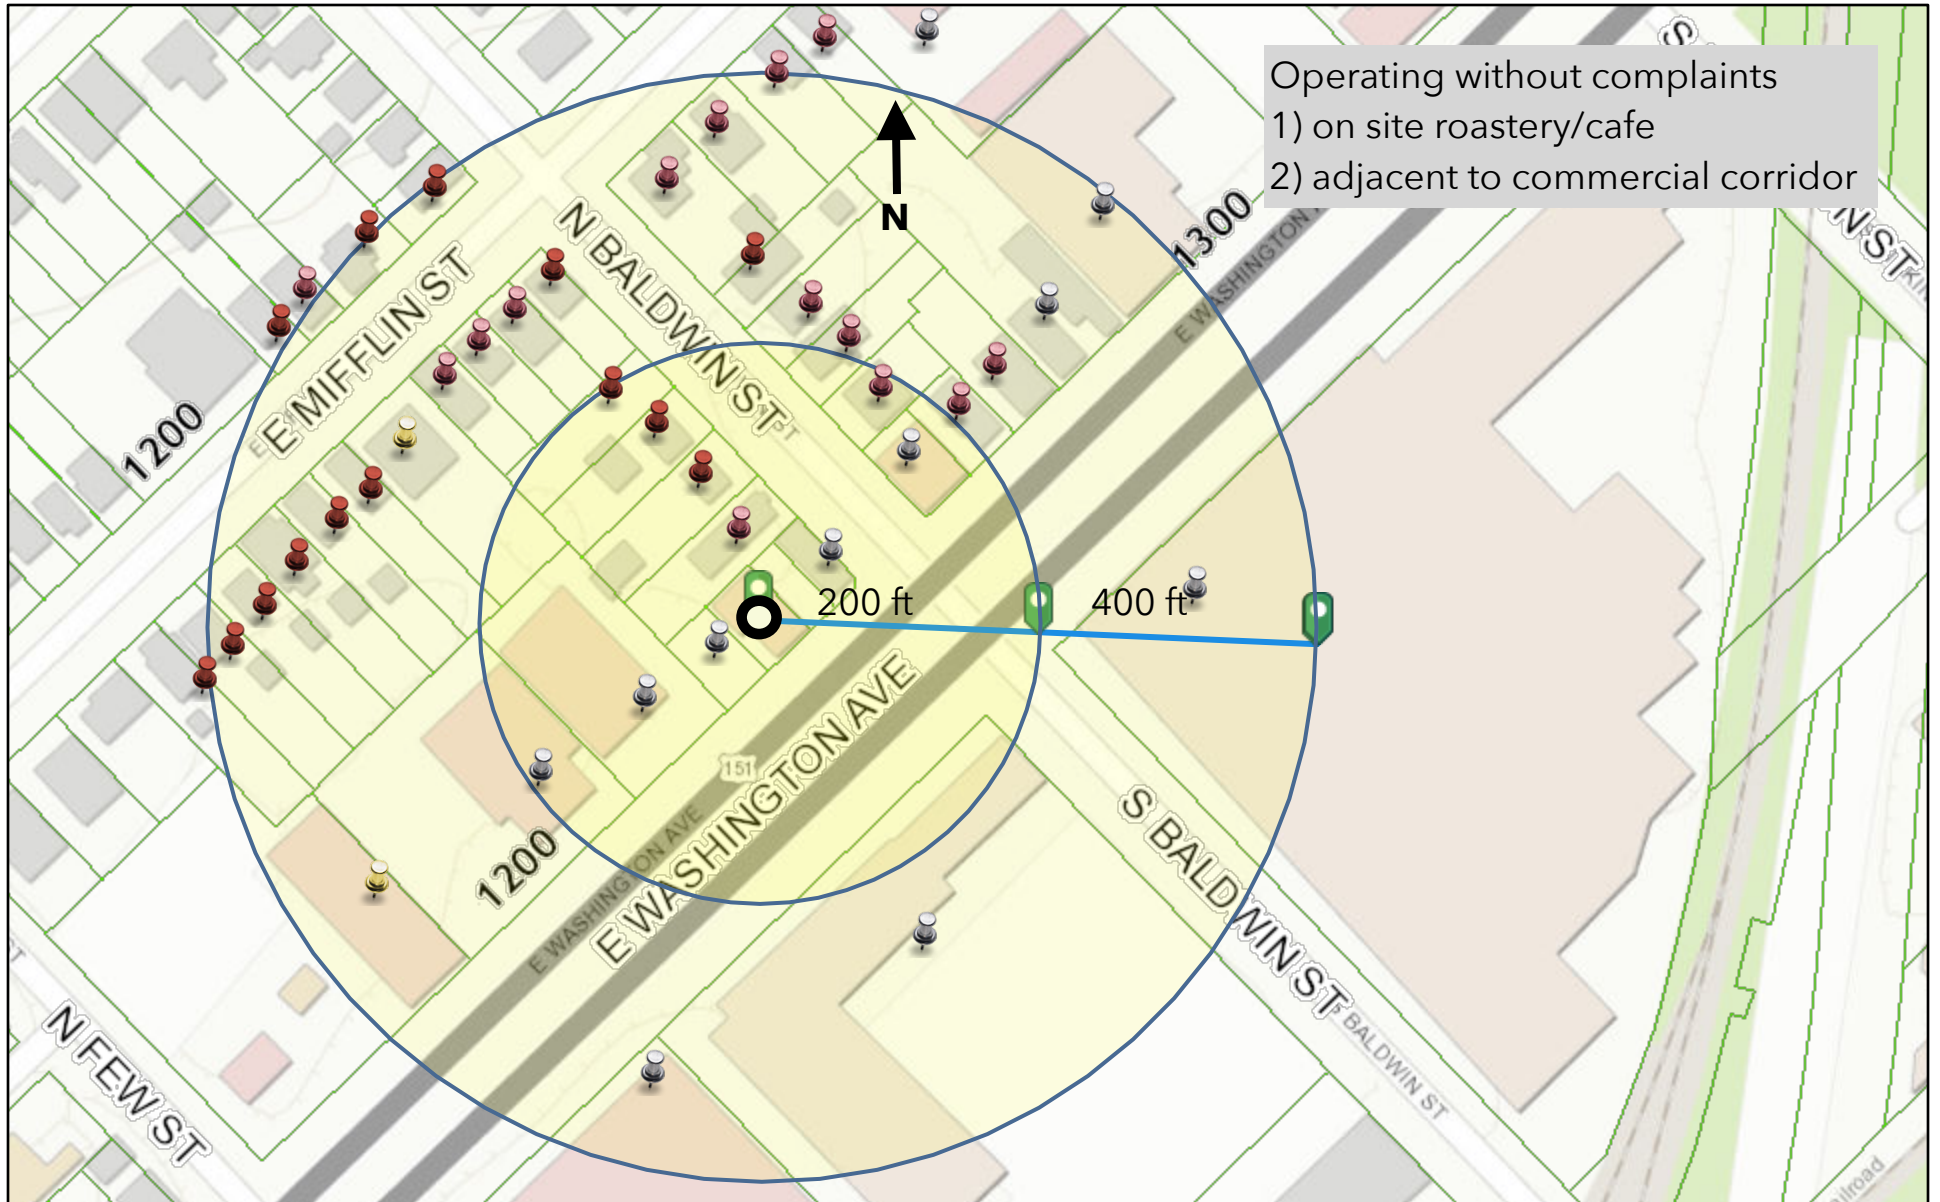 Operating without complaints
1) on site roastery/cafe
2) adjacent to commercial corridor
N
1300
E WASHINGTON
N ST
N BALDWIN ST
E MIFFLIN ST
1200
200 ft
400 ft
151
E WASHINGTON AVE
E WASHINGTON AVE
1200
S BALDWIN ST
S BALDWIN ST
N FEW ST